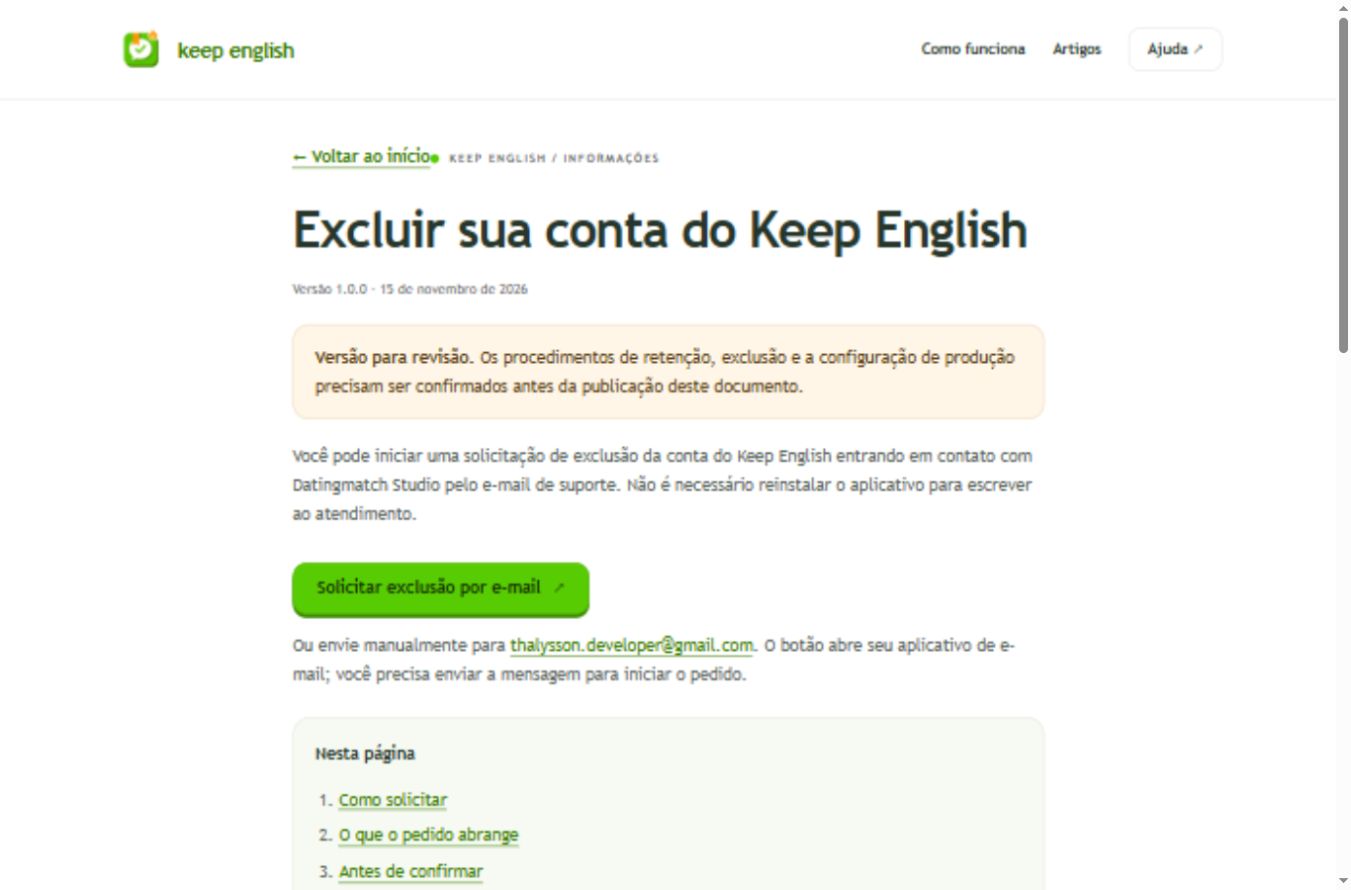 keep english
Como funciona
Artigos
Ajuda ↗
← Voltar ao início
KEEP ENGLISH / INFORMAÇÕES
Excluir sua conta do Keep English
Versão 1.0.0 · 15 de novembro de 2026
Versão para revisão. Os procedimentos de retenção, exclusão e a configuração de produção
precisam ser confirmados antes da publicação deste documento.
Você pode iniciar uma solicitação de exclusão da conta do Keep English entrando em contato com
Datingmatch Studio pelo e-mail de suporte. Não é necessário reinstalar o aplicativo para escrever
ao atendimento.
Solicitar exclusão por e-mail ↗
Ou envie manualmente para thalysson.developer@gmail.com. O botão abre seu aplicativo de e-
mail; você precisa enviar a mensagem para iniciar o pedido.
Nesta página
1. Como solicitar
2. O que o pedido abrange
3. Antes de confirmar